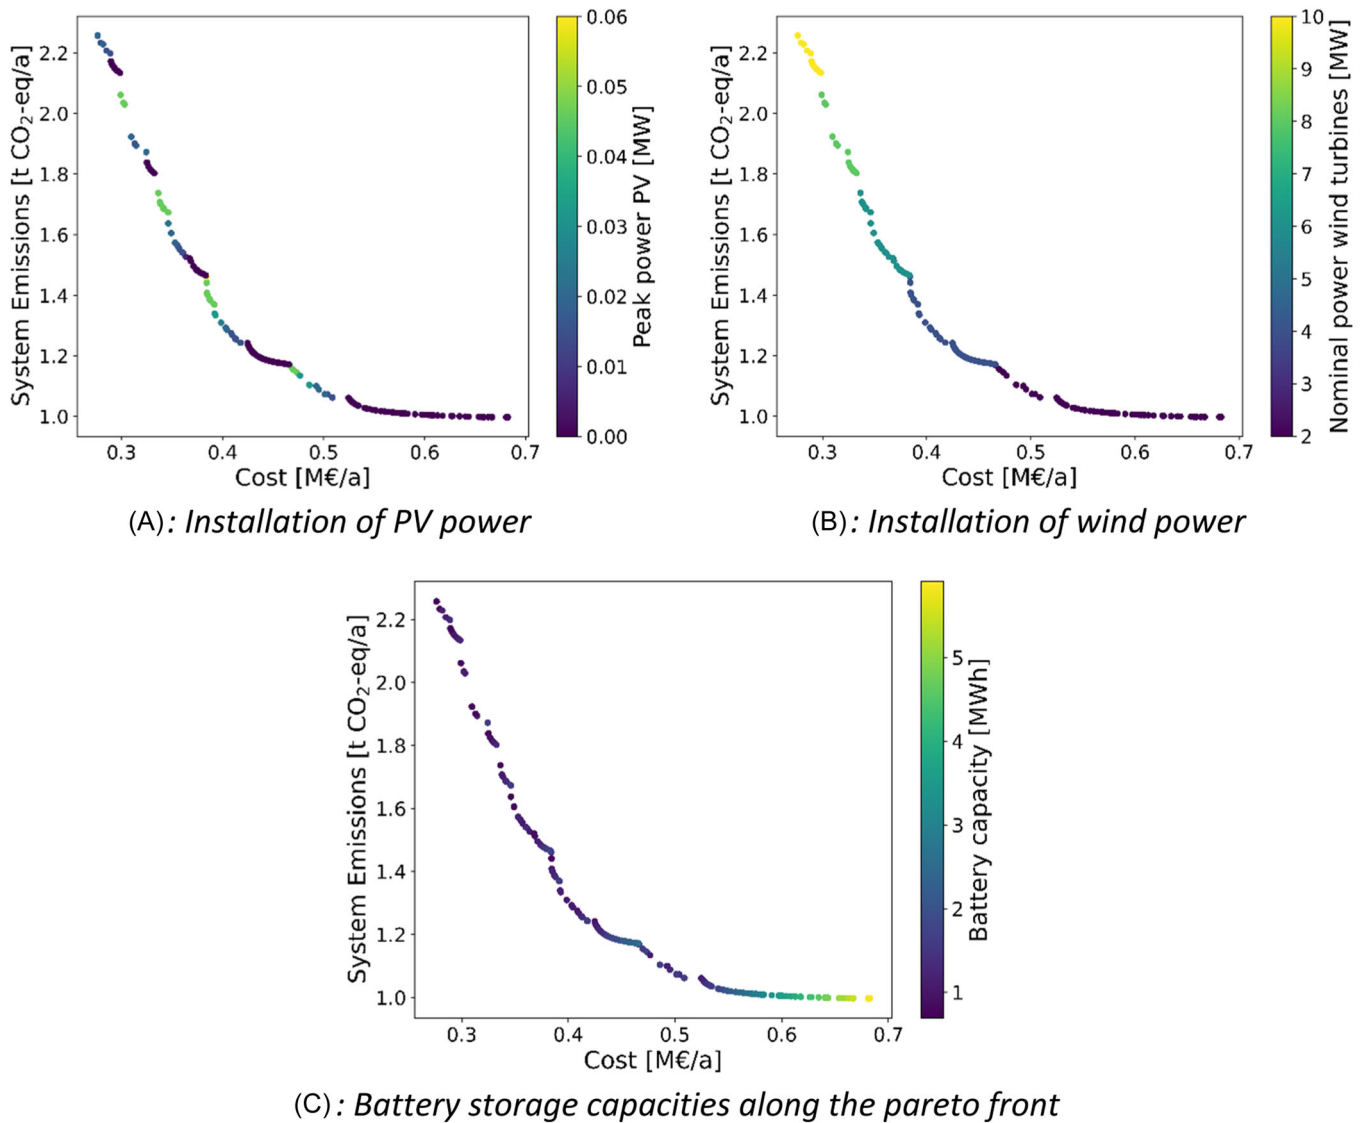 System Emissions [t CO₂-eq/a]
2.2
2.0
1.8
1.6
1.4
1.2
1.0
0.3 0.4 0.5 0.6 0.7
Cost [M€/a]
0.06
0.05
0.04
0.03
0.02
0.01
0.00
Peak power PV [MW]
(A): Installation of PV power
System Emissions [t CO₂-eq/a]
2.2
2.0
1.8
1.6
1.4
1.2
1.0
0.3 0.4 0.5 0.6 0.7
Cost [M€/a]
10
9
8
7
6
5
4
3
2
Nominal power wind turbines [MW]
(B): Installation of wind power
System Emissions [t CO₂-eq/a]
2.2
2.0
1.8
1.6
1.4
1.2
1.0
0.3 0.4 0.5 0.6 0.7
Cost [M€/a]
5
4
3
2
1
Battery capacity [MWh]
(C): Battery storage capacities along the pareto front